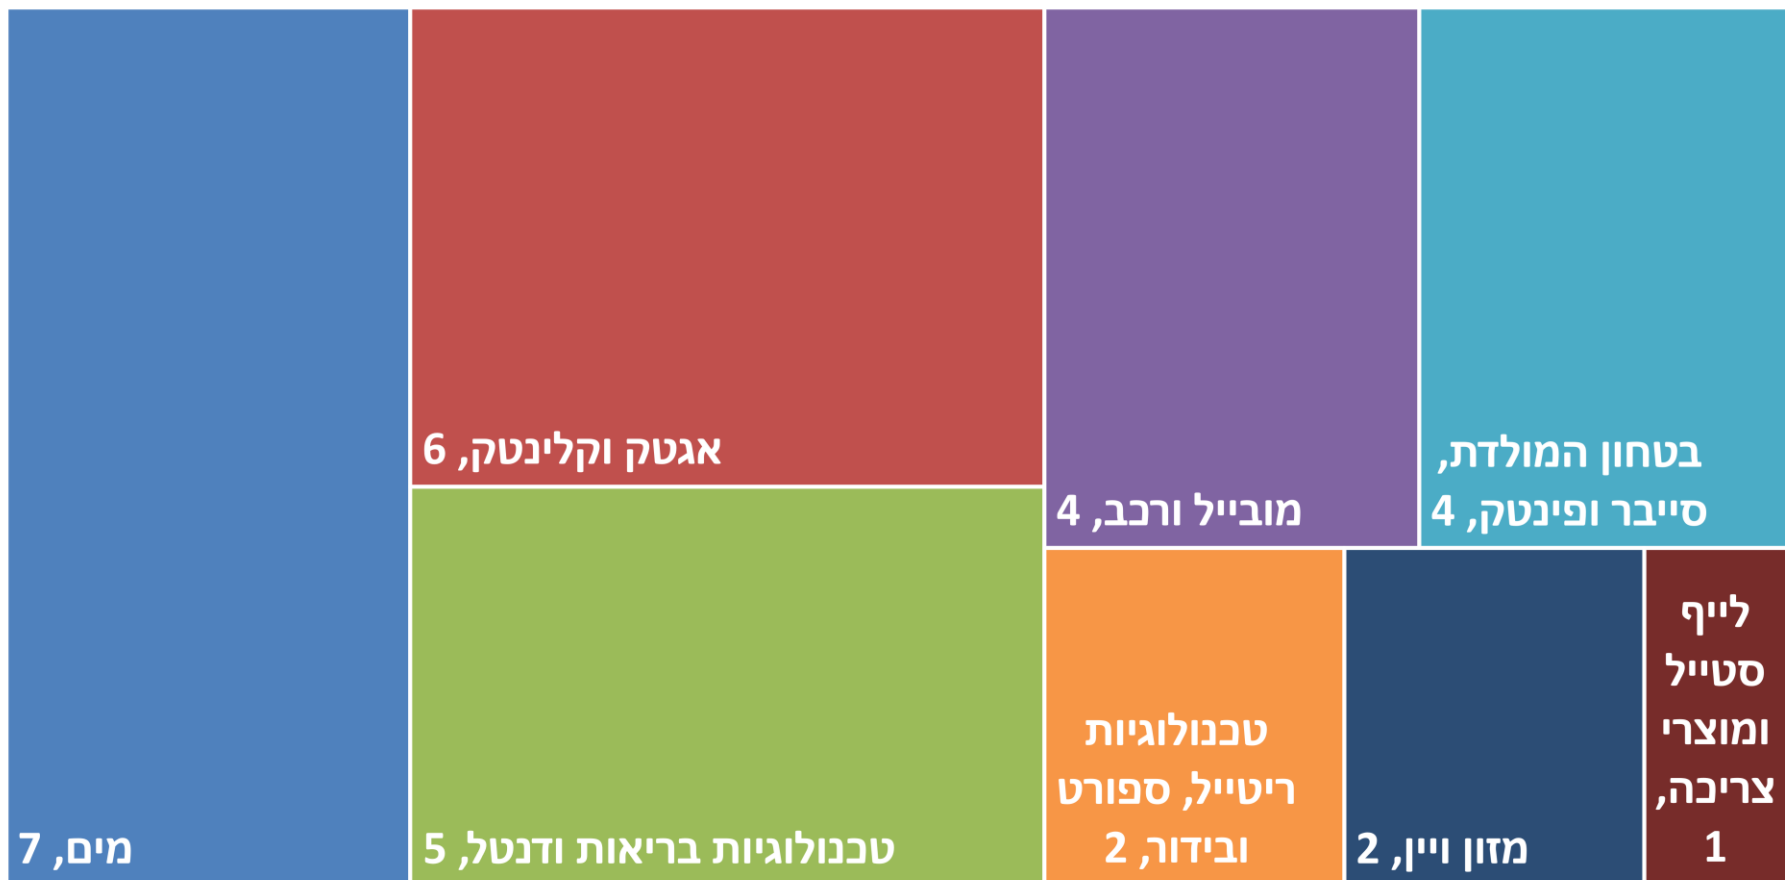 מים, 7
אגטק וקלינטק, 6
טכנולוגיות בריאות ודנטל, 5
מובייל ורכב, 4
בטחון המולדת,
סייבר ופינטק, 4
טכנולוגיות
ריטייל, ספורט
ובידור, 2
מזון ויין, 2
לייף
סטייל
ומוצרי
צריכה,
1